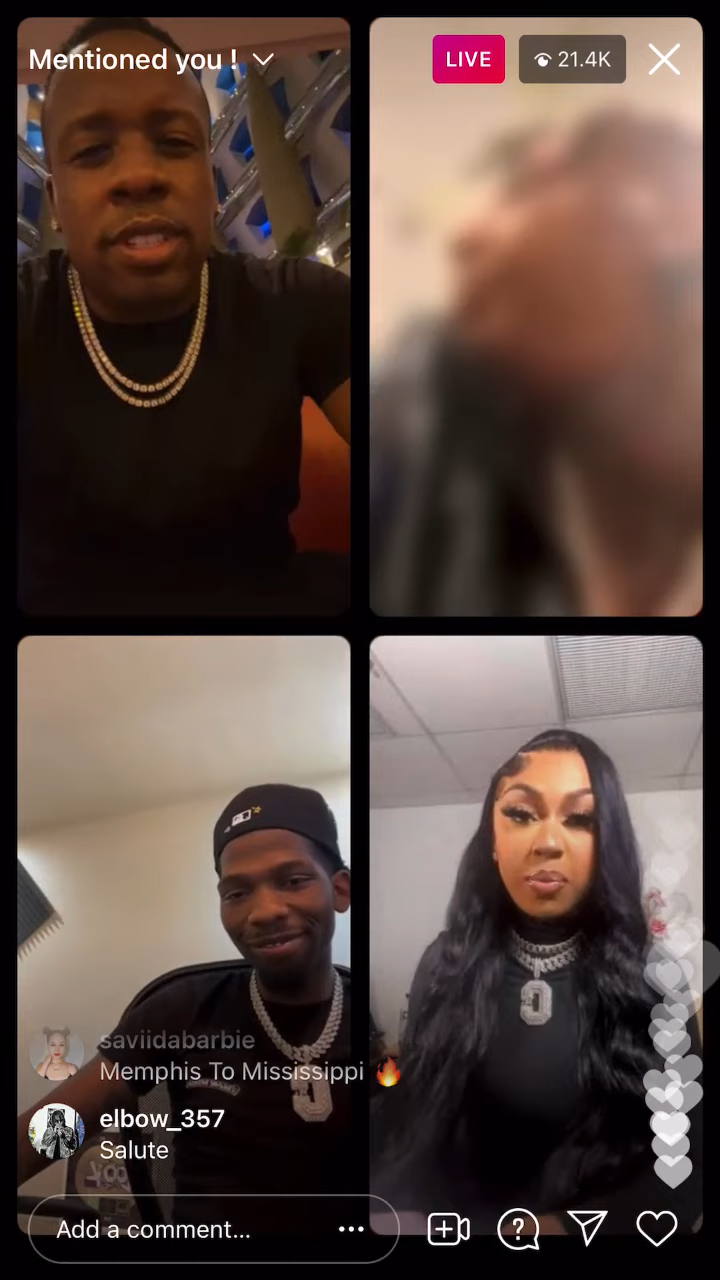 Mentioned you !
LIVE
21.4K
saviidabarbie
Memphis To Mississippi 🔥
elbow_357
Salute
Add a comment...